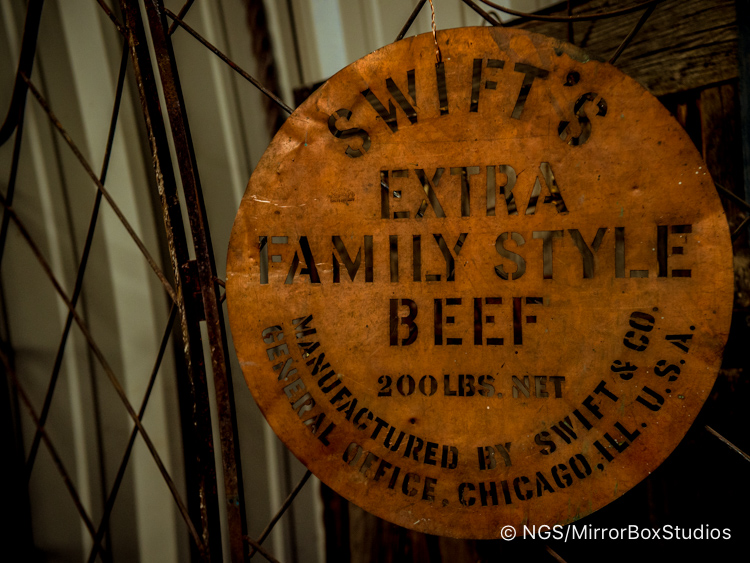 SWIFT'S
EXTRA
FAMILY STYLE
BEEF
200 LBS. NET
MANUFACTURED BY SWIFT & CO.
GENERAL OFFICE, CHICAGO, ILL. U.S.A.
© NGS/MirrorBoxStudios